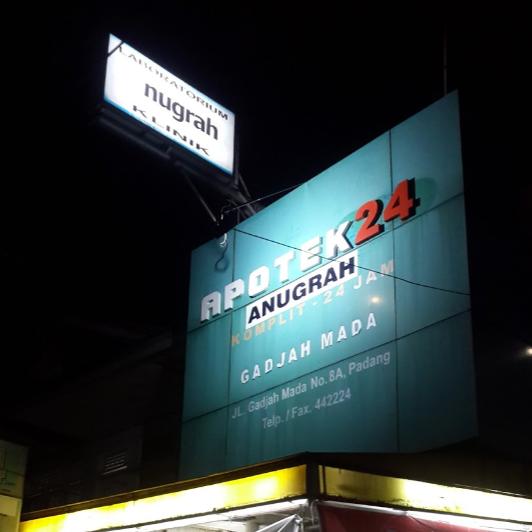 LABORATORIUM
nugrah
KLINIK
APOTEK24
ANUGRAH
KOMPLIT - 24 JAM
GADJAH MADA
JL. Gadjah Mada No. 8A, Padang
Telp. / Fax. 442224